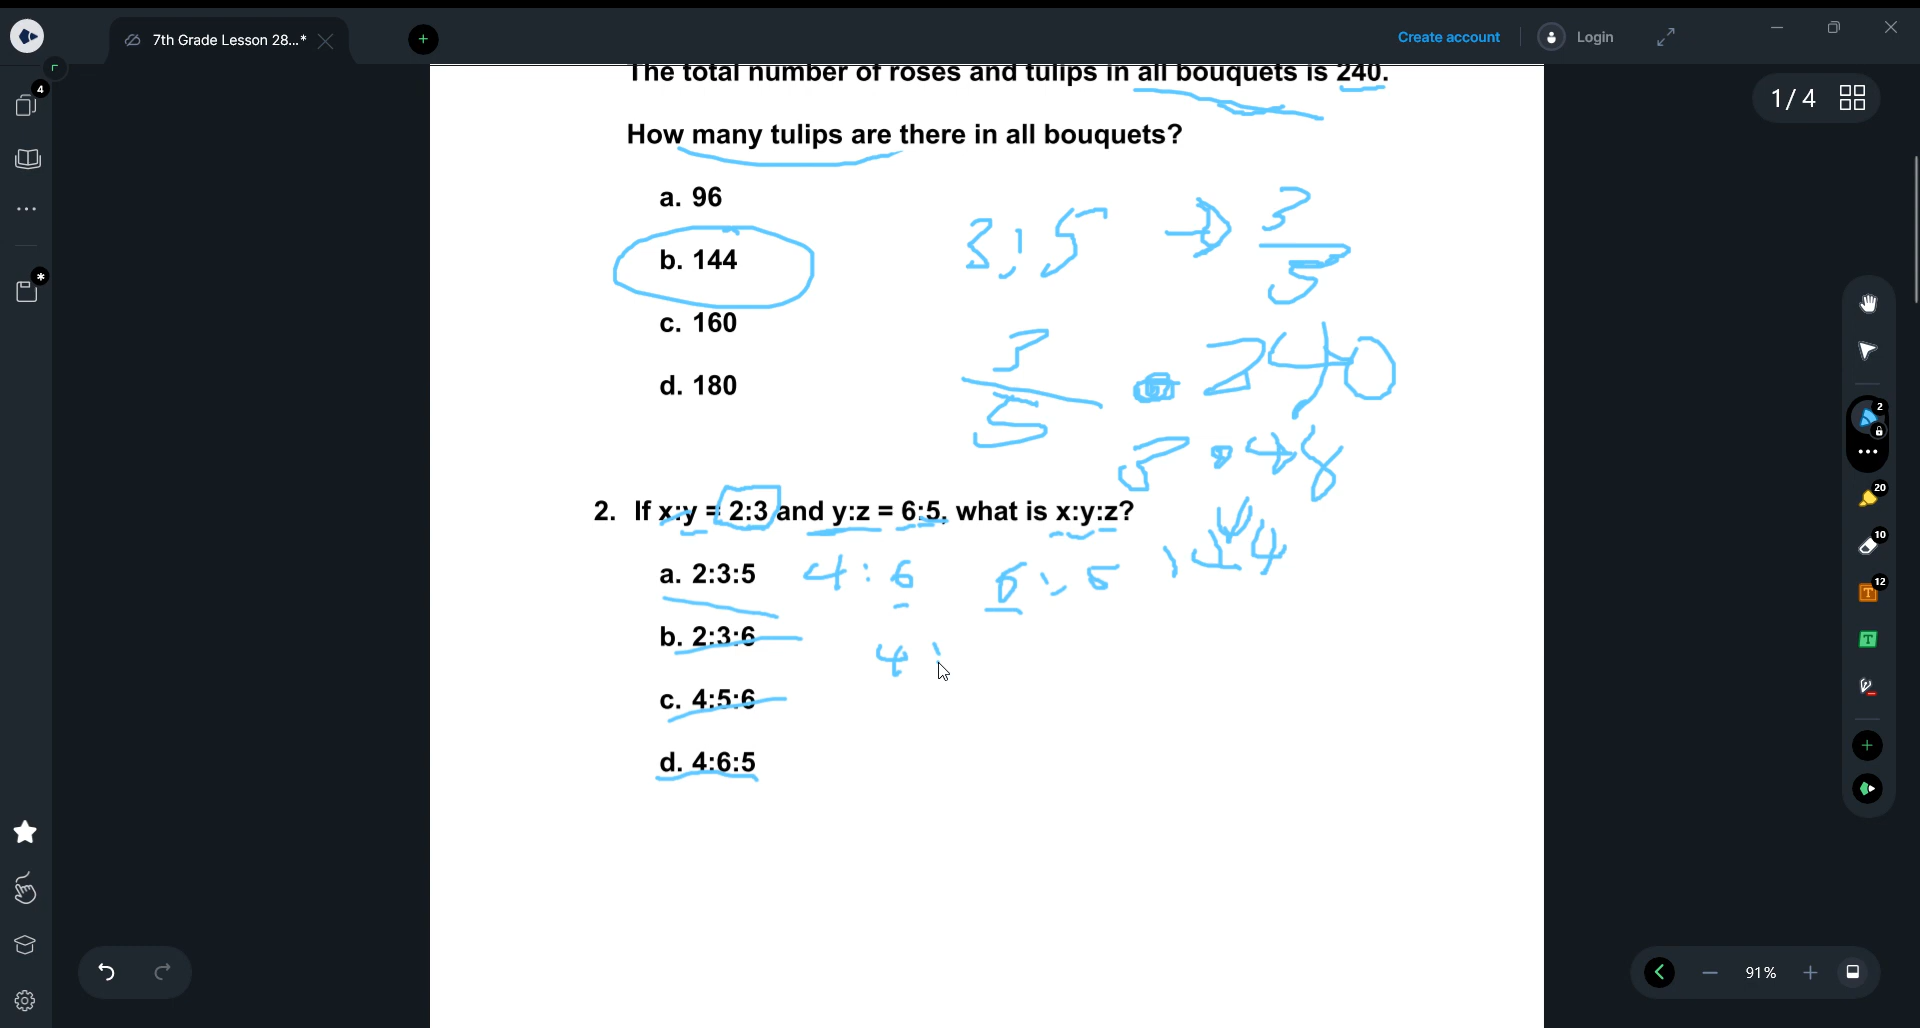 7th Grade Lesson 28...*
Create account
Login
4
1/4
The total number of roses and tulips in all bouquets is 240.
How many tulips are there in all bouquets?
a. 96
b. 144
c. 160
d. 180
3:5 → 3/5
3/5 · 240
5 · 48
144
2. If x:y = 2:3 and y:z = 6:5, what is x:y:z?
a. 2:3:5
4:6 6:5
b. 2:3:6
4:
c. 4:5:6
d. 4:6:5
2
20
10
12
T
T
91%